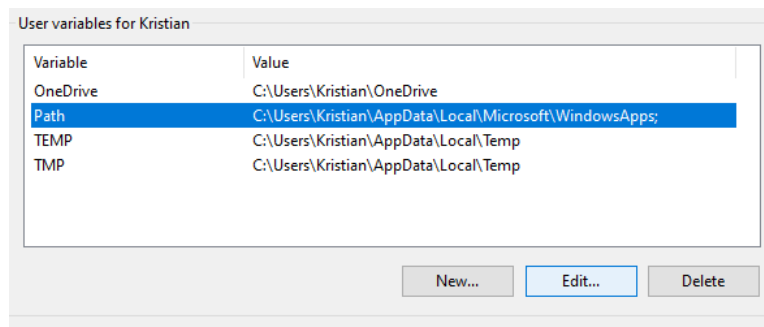 User variables for Kristian
Variable Value
OneDrive C:\Users\Kristian\OneDrive
Path C:\Users\Kristian\AppData\Local\Microsoft\WindowsApps;
TEMP C:\Users\Kristian\AppData\Local\Temp
TMP C:\Users\Kristian\AppData\Local\Temp
New... Edit... Delete